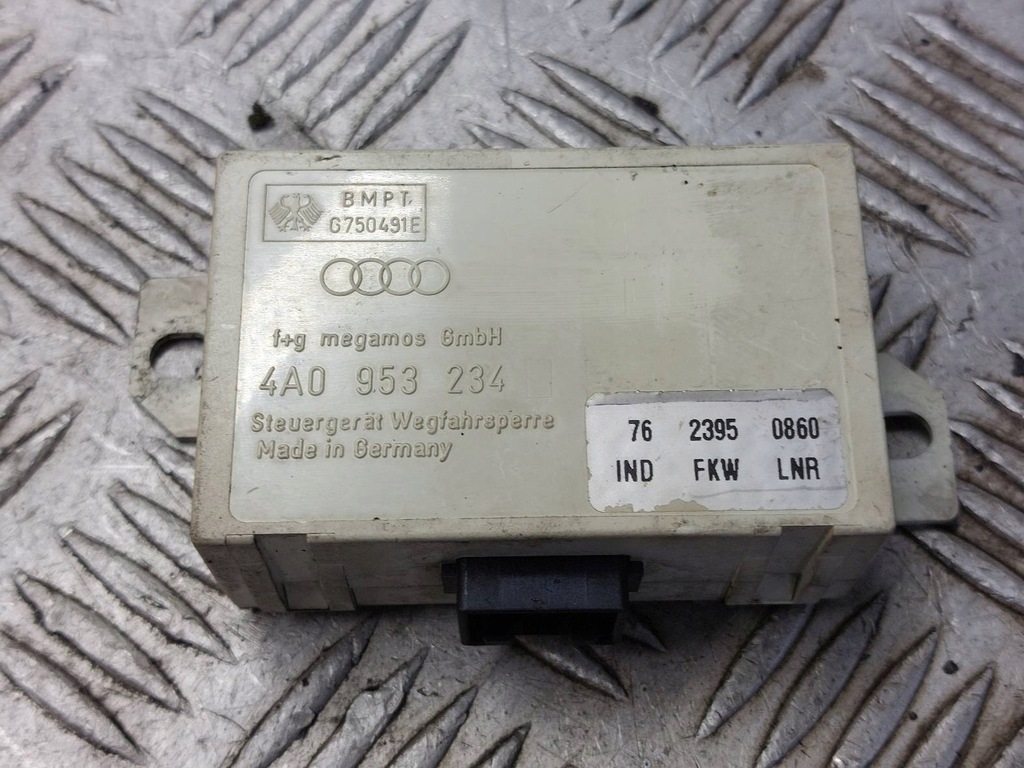 BMPT
G750491E
f+g megamos GmbH
4A0 953 234
Steuergerät Wegfahrsperre
Made in Germany
76 2395 0860
IND FKW LNR